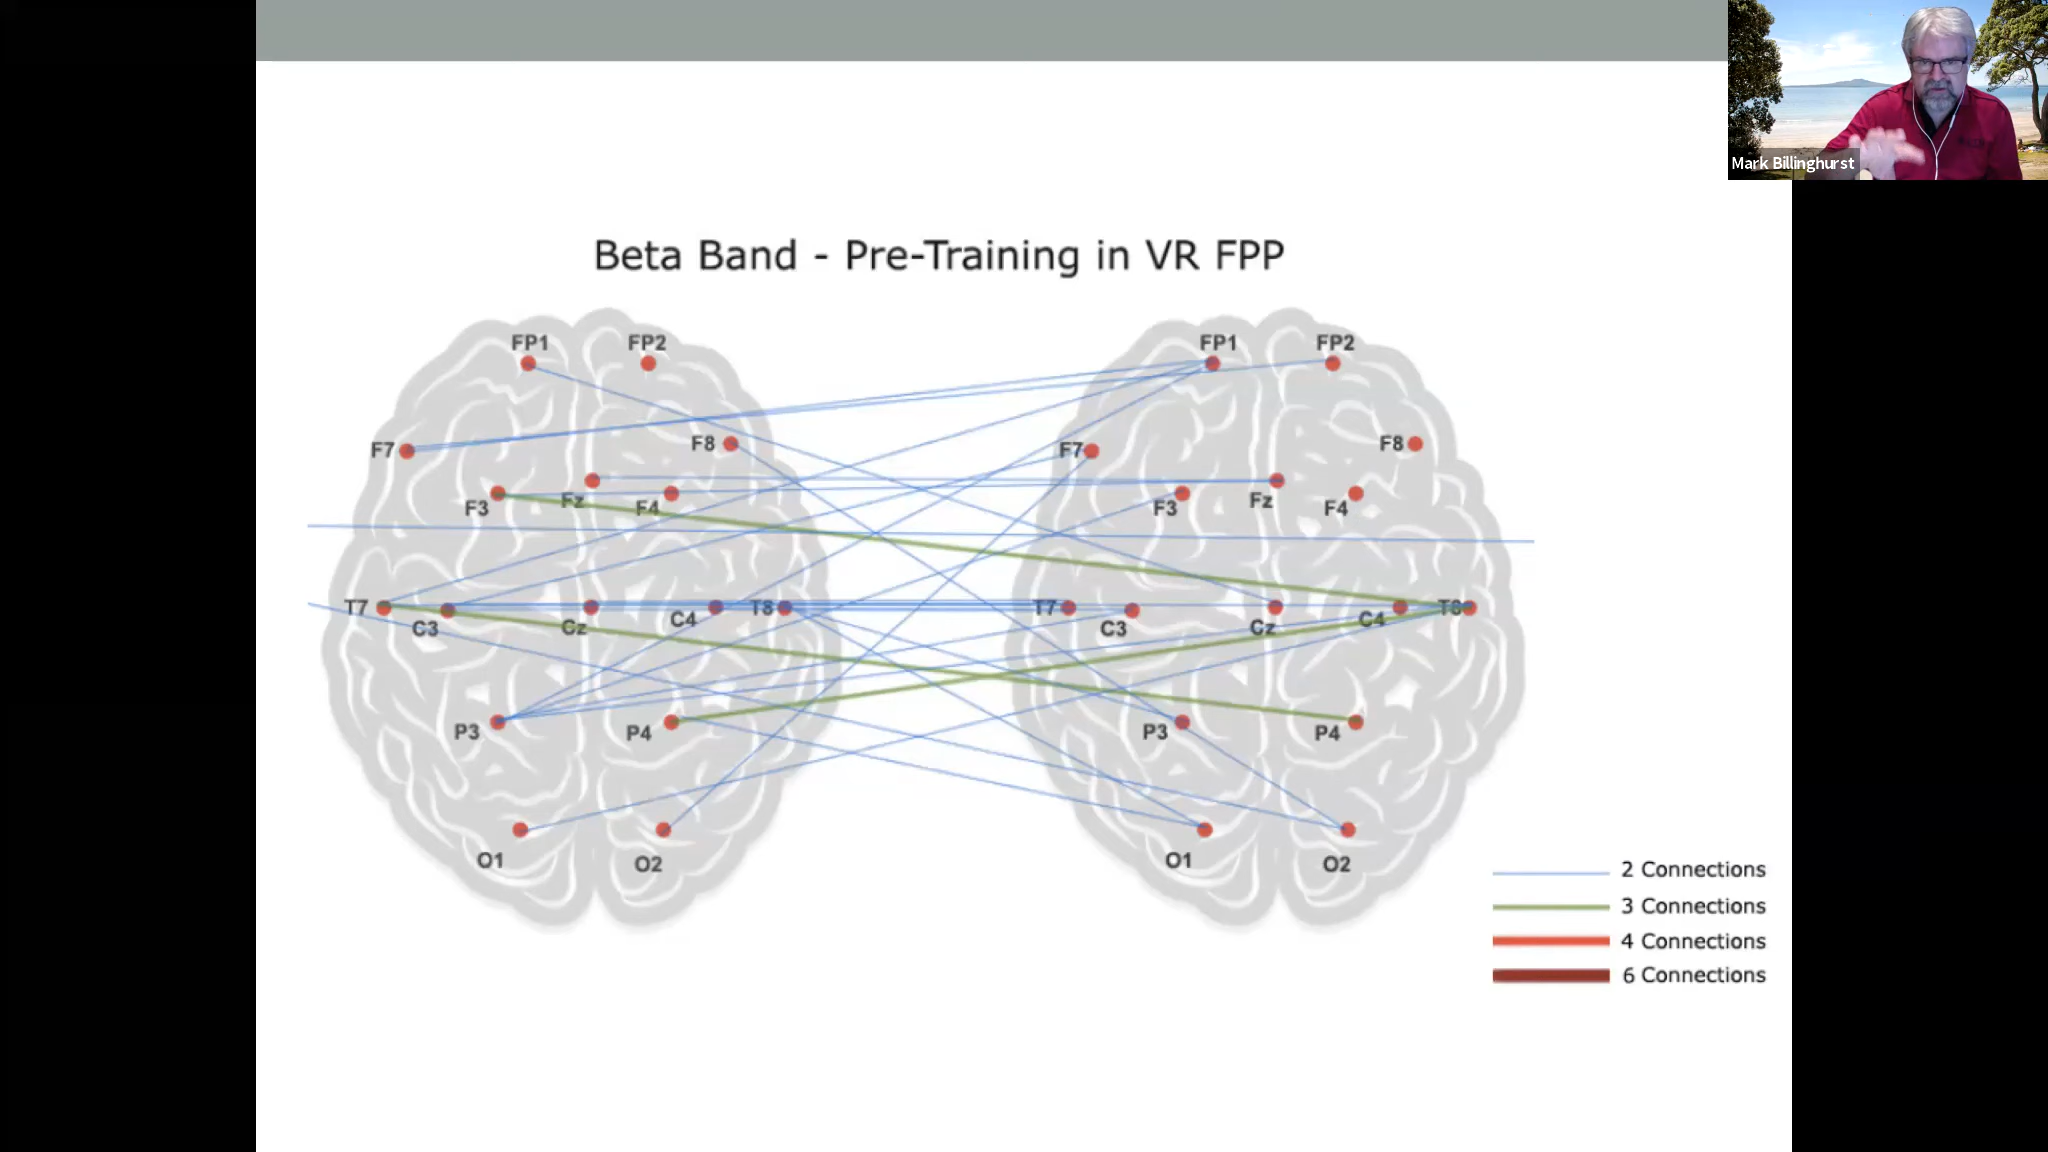 Mark Billinghurst
Beta Band - Pre-Training in VR FPP
FP1 FP2 FP1 FP2
F7 F8 F7 F8
F3 Fz F4 F3 Fz F4
T7 C3 Cz C4 T8 T7 C3 Cz C4 T8
P3 P4 P3 P4
O1 O2 O1 O2
2 Connections
3 Connections
4 Connections
6 Connections